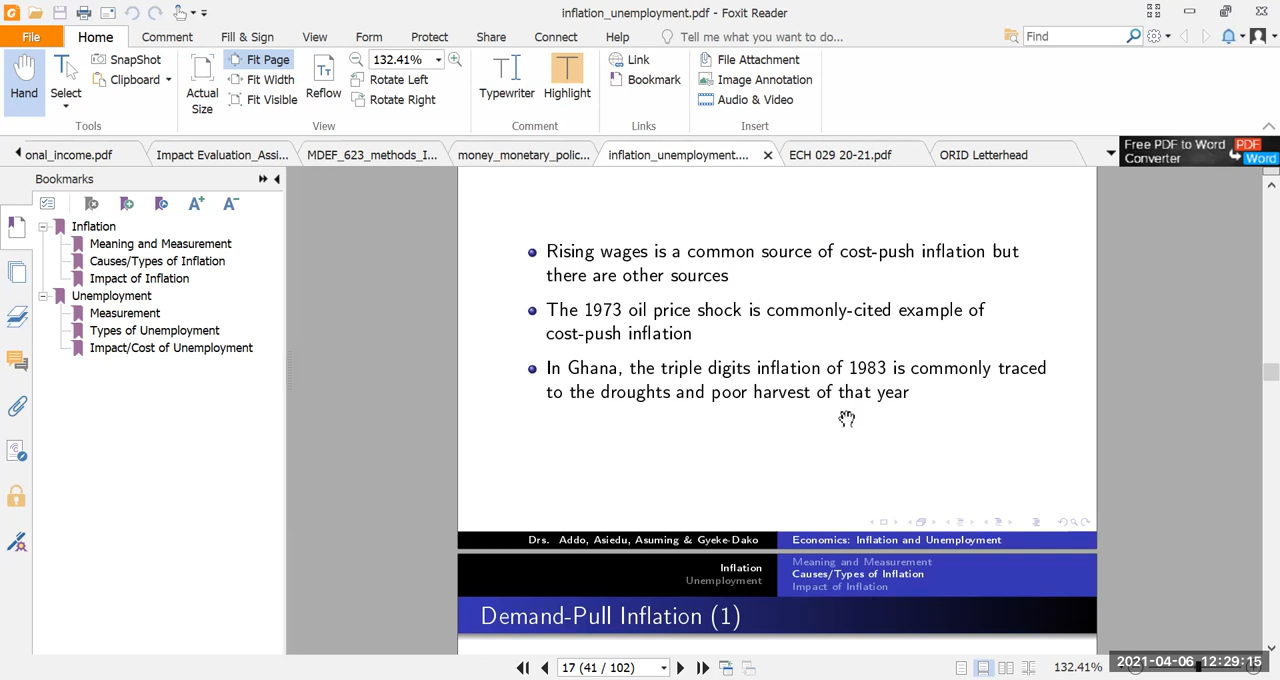 inflation_unemployment.pdf - Foxit Reader
File
Home
Comment
Fill & Sign
View
Form
Protect
Share
Connect
Help
Tell me what you want to do...
Find
Hand
Select
SnapShot
Clipboard
Tools
Actual
Size
Fit Page
Fit Width
Fit Visible
Reflow
132.41%
Rotate Left
Rotate Right
View
Typewriter
Highlight
Comment
Link
Bookmark
Links
File Attachment
Image Annotation
Audio & Video
Insert
onal_income.pdf
Impact Evaluation_Assi...
MDEF_623_methods_I...
money_monetary_polic...
inflation_unemployment....
ECH 029 20-21.pdf
ORID Letterhead
Free PDF to Word
Converter
PDF
Word
Bookmarks
Inflation
Meaning and Measurement
Causes/Types of Inflation
Impact of Inflation
Unemployment
Measurement
Types of Unemployment
Impact/Cost of Unemployment
Rising wages is a common source of cost-push inflation but
there are other sources
The 1973 oil price shock is commonly-cited example of
cost-push inflation
In Ghana, the triple digits inflation of 1983 is commonly traced
to the droughts and poor harvest of that year
Drs. Addo, Asiedu, Asuming & Gyeke-Dako
Economics: Inflation and Unemployment
Inflation
Unemployment
Meaning and Measurement
Causes/Types of Inflation
Impact of Inflation
Demand-Pull Inflation (1)
17 (41 / 102)
132.41%
2021-04-06 12:29:15